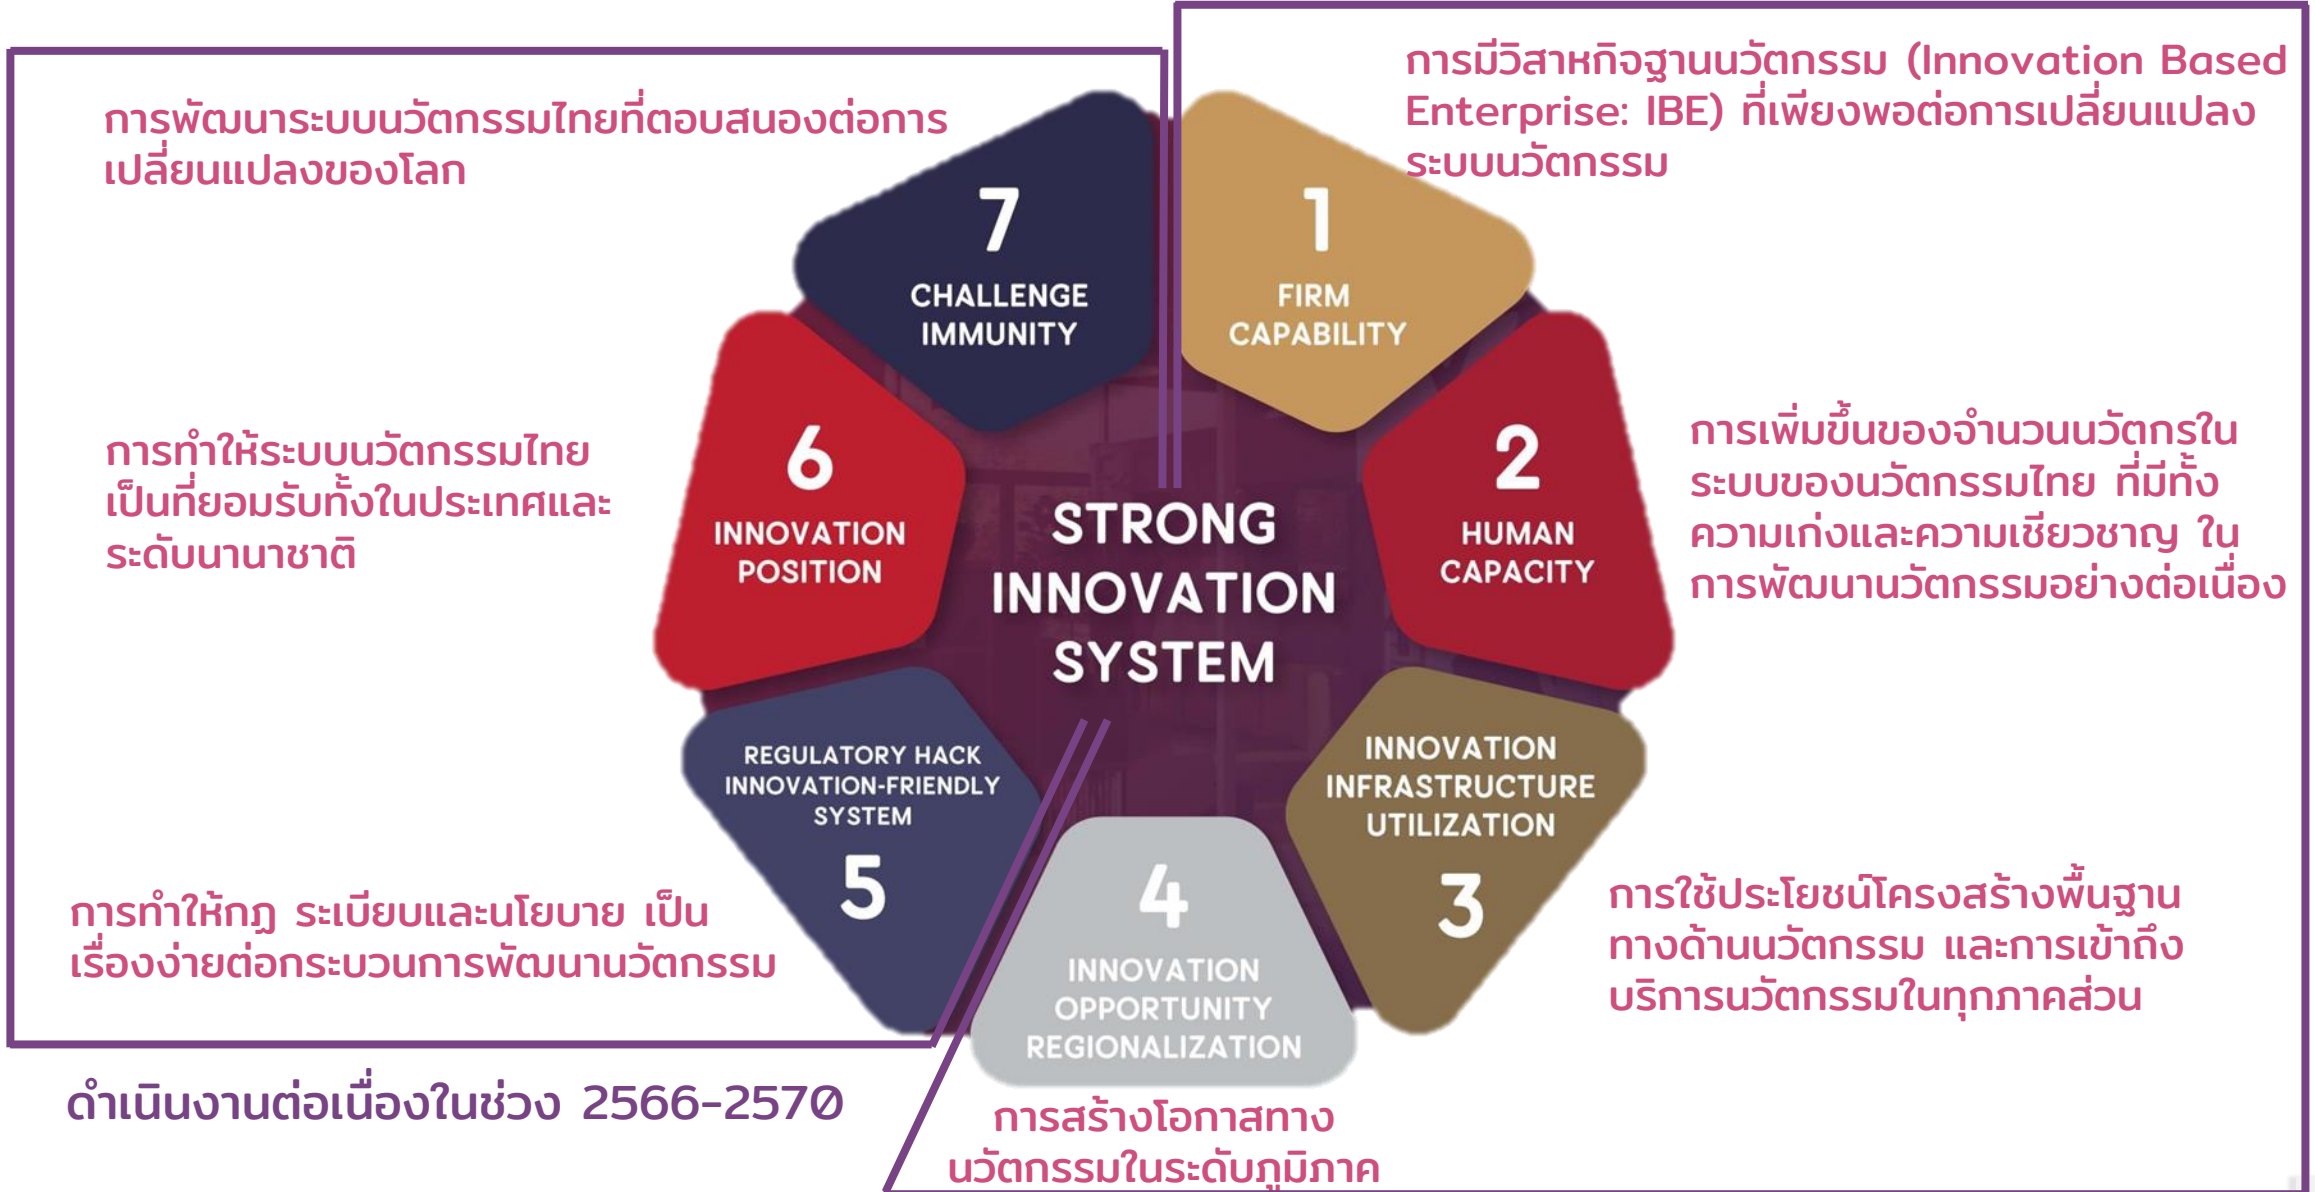 การพัฒนาระบบนวัตกรรมไทยที่ตอบสนองต่อการ
เปลี่ยนแปลงของโลก
การมีวิสาหกิจฐานนวัตกรรม (Innovation Based
Enterprise: IBE) ที่เพียงพอต่อการเปลี่ยนแปลง
ระบบนวัตกรรม
7
CHALLENGE
IMMUNITY
1
FIRM
CAPABILITY
การทำให้ระบบนวัตกรรมไทย
เป็นที่ยอมรับทั้งในประเทศและ
ระดับนานาชาติ
6
INNOVATION
POSITION
STRONG
INNOVATION
SYSTEM
2
HUMAN
CAPACITY
การเพิ่มขึ้นของจำนวนนวัตกรใน
ระบบของนวัตกรรมไทย ที่มีทั้ง
ความเก่งและความเชียวชาญ ใน
การพัฒนานวัตกรรมอย่างต่อเนื่อง
REGULATORY HACK
INNOVATION-FRIENDLY
SYSTEM
5
INNOVATION
INFRASTRUCTURE
UTILIZATION
3
การทำให้กฎ ระเบียบและนโยบาย เป็น
เรื่องง่ายต่อกระบวนการพัฒนานวัตกรรม
4
INNOVATION
OPPORTUNITY
REGIONALIZATION
การใช้ประโยชน์โครงสร้างพื้นฐาน
ทางด้านนวัตกรรม และการเข้าถึง
บริการนวัตกรรมในทุกภาคส่วน
ดำเนินงานต่อเนื่องในช่วง 2566-2570
การสร้างโอกาสทาง
นวัตกรรมในระดับภูมิภาค